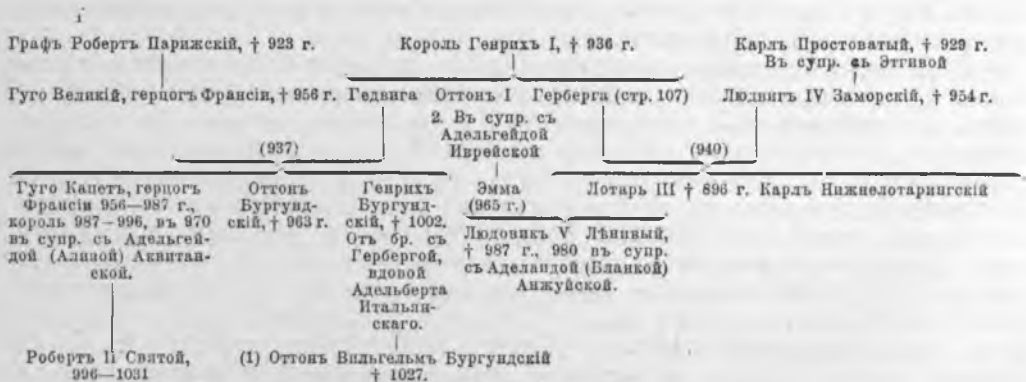 Графъ Робертъ Парижскій, † 923 г.
Король Генрихъ I, † 936 г.
Карлъ Простоватый, † 929 г.
Въ супр. съ Этгивой
Гуго Великій, герцогъ Франсіи, † 956 г.
Гедвига
Оттонъ I
Герберга (стр. 107)
Людвигъ IV Заморскій, † 954 г.
2. Въ супр. съ
Адельгейдой
Иврейской
(937)
(940)
Гуго Капетъ, герцогъ
Франсіи 956—987 г.,
король 987—996, въ 970
въ супр. съ Адельгей-
дой (Алиной) Аквитан-
ской.
Оттонъ
Бургунд-
скій, † 963 г.
Генрихъ
Бургунд-
скій, † 1002.
Отъ бр. съ
Гербергой,
вдовой
Адельберта
Итальян-
скаго.
Эмма
(965 г.)
Лотарь III † 896 г.
Карлъ Нижнелотарингскій
Людовикъ V Лѣнивый,
† 987 г., 980 въ супр.
съ Аделаидой (Бланкой)
Анжуйской.
Робертъ II Святой,
996—1031
(1) Оттонъ Вильгельмъ Бургундскій
† 1027.